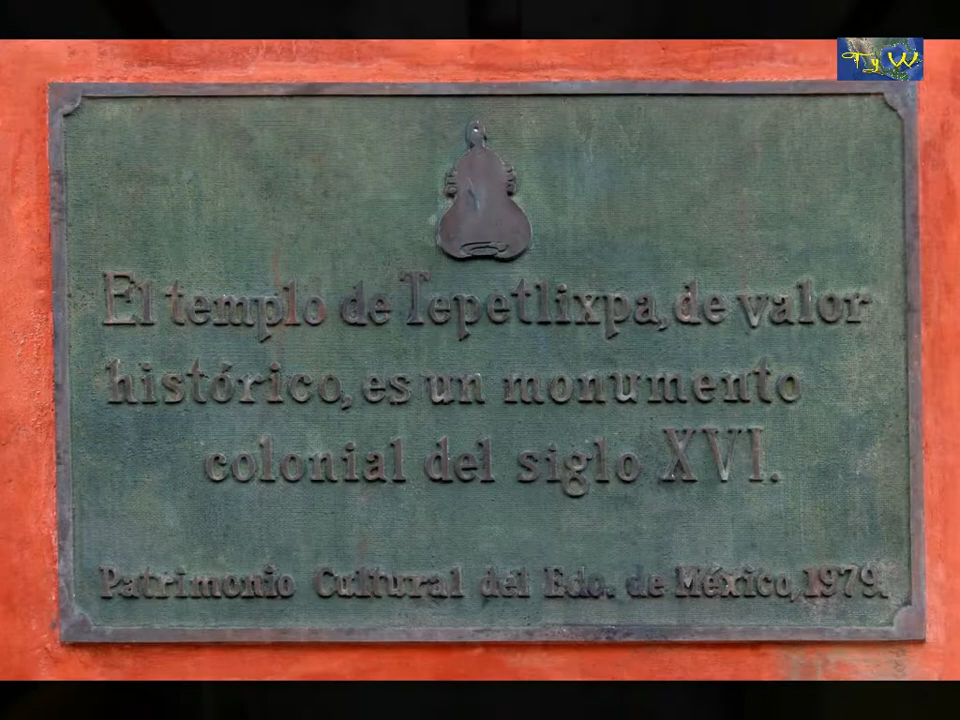 TyW
El templo de Tepetlixpa, de valor
histórico, es un monumento
colonial del siglo XVI.
Patrimonio Cultural del Edo. de México, 1979.